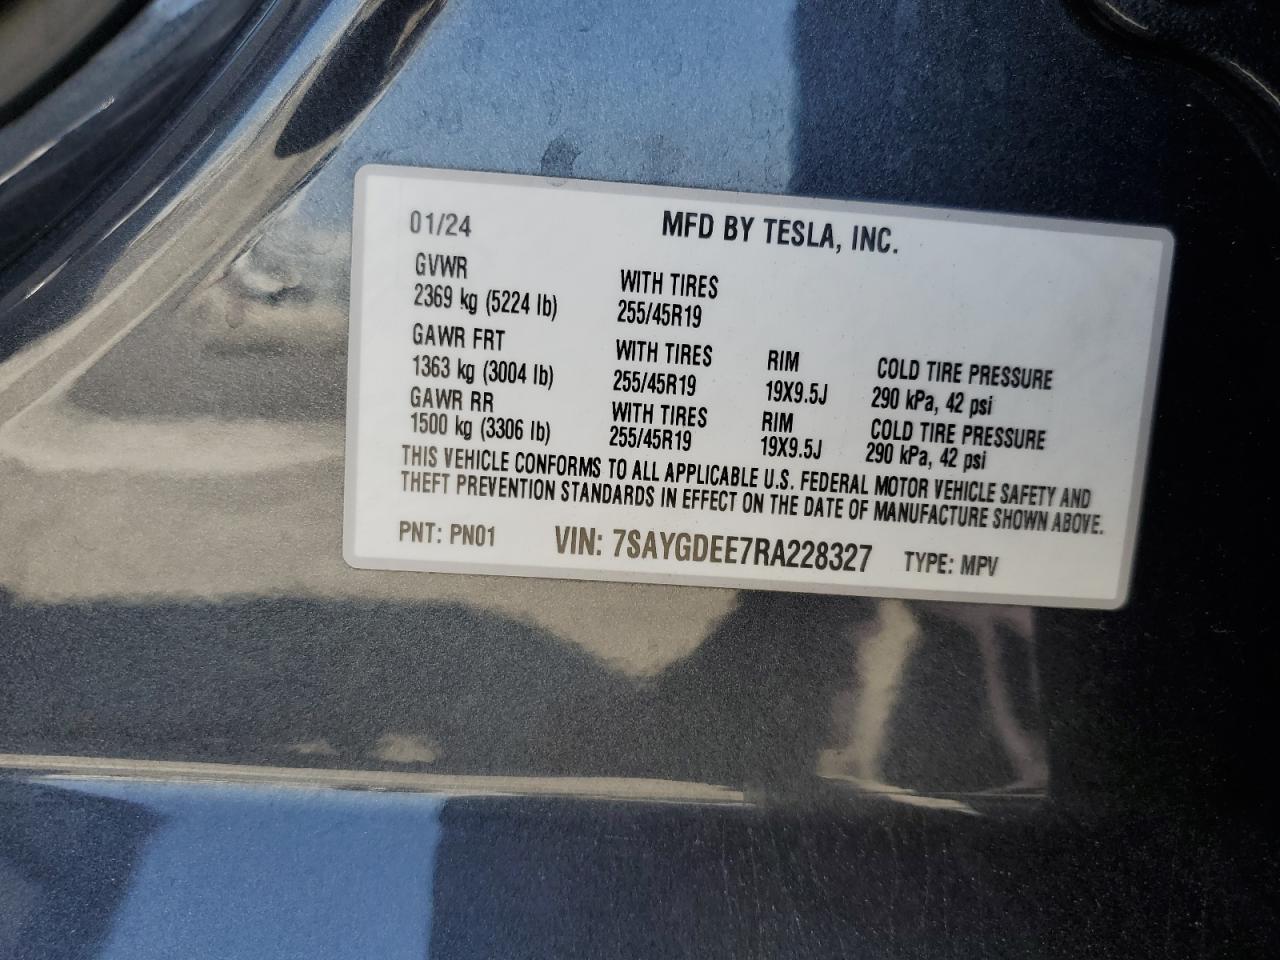 01/24 MFD BY TESLA, INC.
GVWR WITH TIRES
2369 kg (5224 lb) 255/45R19
GAWR FRT WITH TIRES RIM COLD TIRE PRESSURE
1363 kg (3004 lb) 255/45R19 19X9.5J 290 kPa, 42 psi
GAWR RR WITH TIRES RIM COLD TIRE PRESSURE
1500 kg (3306 lb) 255/45R19 19X9.5J 290 kPa, 42 psi
THIS VEHICLE CONFORMS TO ALL APPLICABLE U.S. FEDERAL MOTOR VEHICLE SAFETY AND
THEFT PREVENTION STANDARDS IN EFFECT ON THE DATE OF MANUFACTURE SHOWN ABOVE.
PNT: PN01 VIN: 7SAYGDEE7RA228327 TYPE: MPV